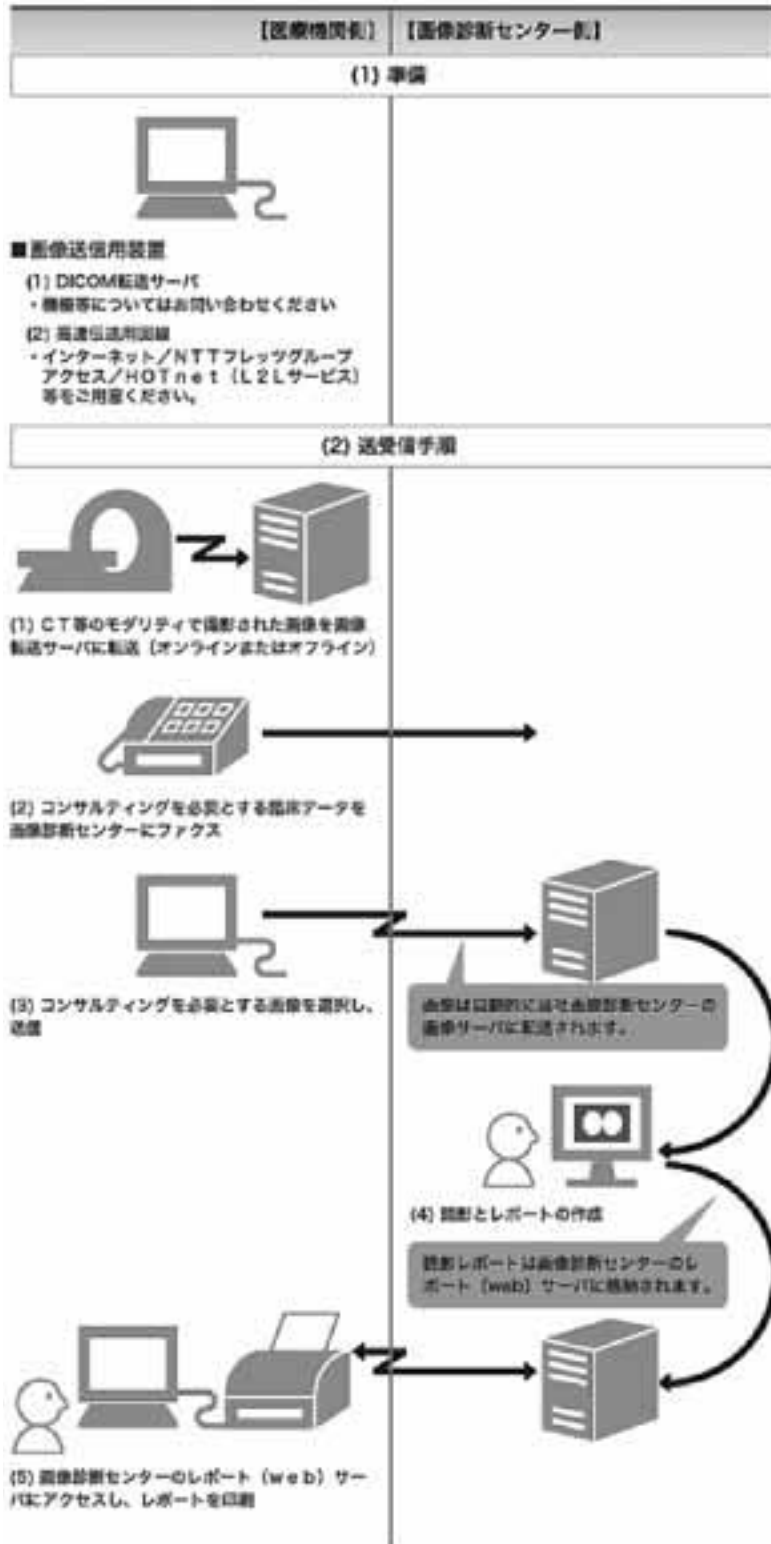 【医療機関側】 【画像診断センター側】
(1) 準備
■画像送信用装置
(1) DICOM転送サーバ
・機種等についてはお問い合わせください
(2) 高速伝送用回線
・インターネット／NTTフレッツグループ
アクセス／HOTnet（L2Lサービス）
等をご用意ください。
(2) 送受信手順
(1) CT等のモダリティで撮影された画像を画像
転送サーバに転送（オンラインまたはオフライン）
(2) コンサルティングを必要とする臨床データを
画像診断センターにファクス
(3) コンサルティングを必要とする画像を選択し、
送信
画像は自動的に当社画像診断センターの
画像サーバに転送されます。
(4) 読影とレポートの作成
読影レポートは画像診断センターのレ
ポート（web）サーバに格納されます。
(5) 画像診断センターのレポート（web）サー
バにアクセスし、レポートを印刷